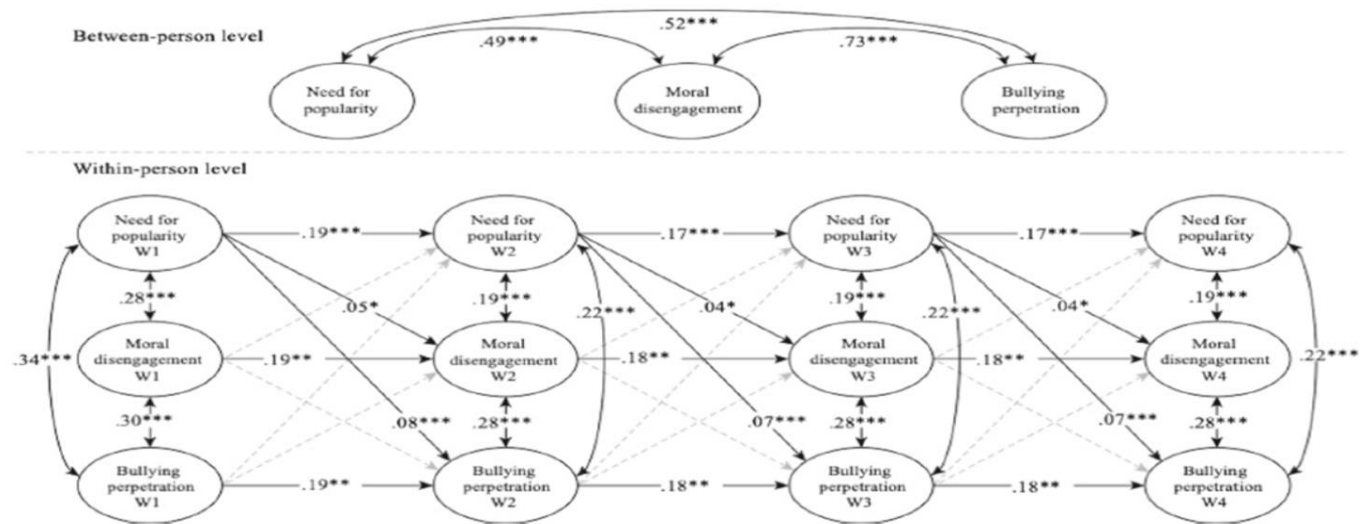 Between-person level
.52***
.49***
.73***
Need for
popularity
Moral
disengagement
Bullying
perpetration
Within-person level
Need for
popularity
W1
.19***
Need for
popularity
W2
.17***
Need for
popularity
W3
.17***
Need for
popularity
W4
.28***
.05*
.19***
.22***
.04*
.19***
.22***
.04*
.19***
.34***
Moral
disengagement
W1
.19**
Moral
disengagement
W2
.18**
Moral
disengagement
W3
.18**
Moral
disengagement
W4
.22***
.30***
.08***
.28***
.07***
.28***
.07***
.28***
Bullying
perpetration
W1
.19**
Bullying
perpetration
W2
.18**
Bullying
perpetration
W3
.18**
Bullying
perpetration
W4